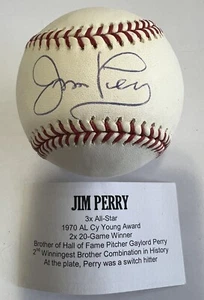 Jim Perry
JIM PERRY
3x All-Star
1970 AL Cy Young Award
2x 20-Game Winner
Brother of Hall of Fame Pitcher Gaylord Perry
2nd Winningest Brother Combination in History
At the plate, Perry was a switch hitter